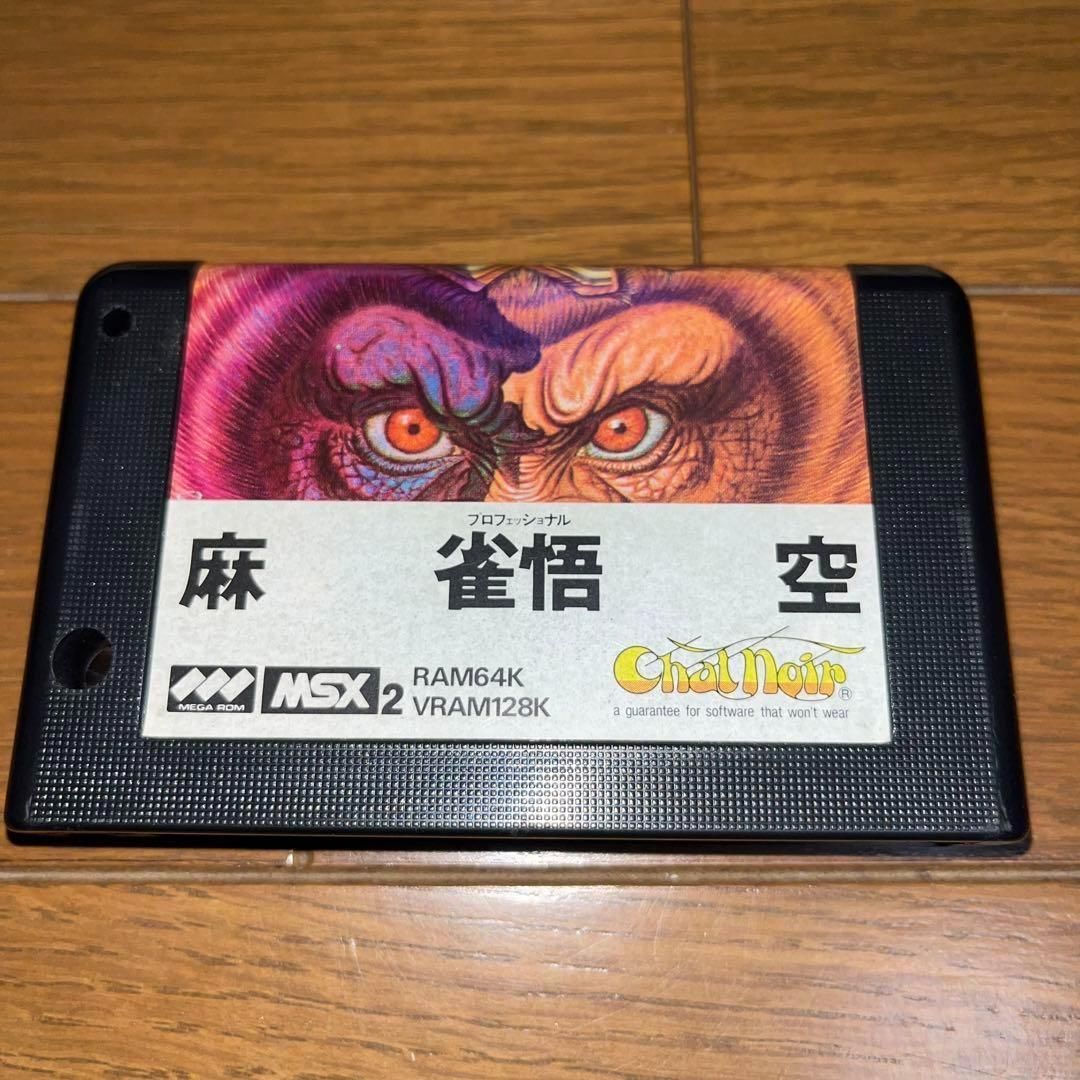 プロフェッショナル
麻雀悟空
MEGA ROM
MSX2
RAM64K
VRAM128K
Chat Noir ®
a guarantee for software that won't wear